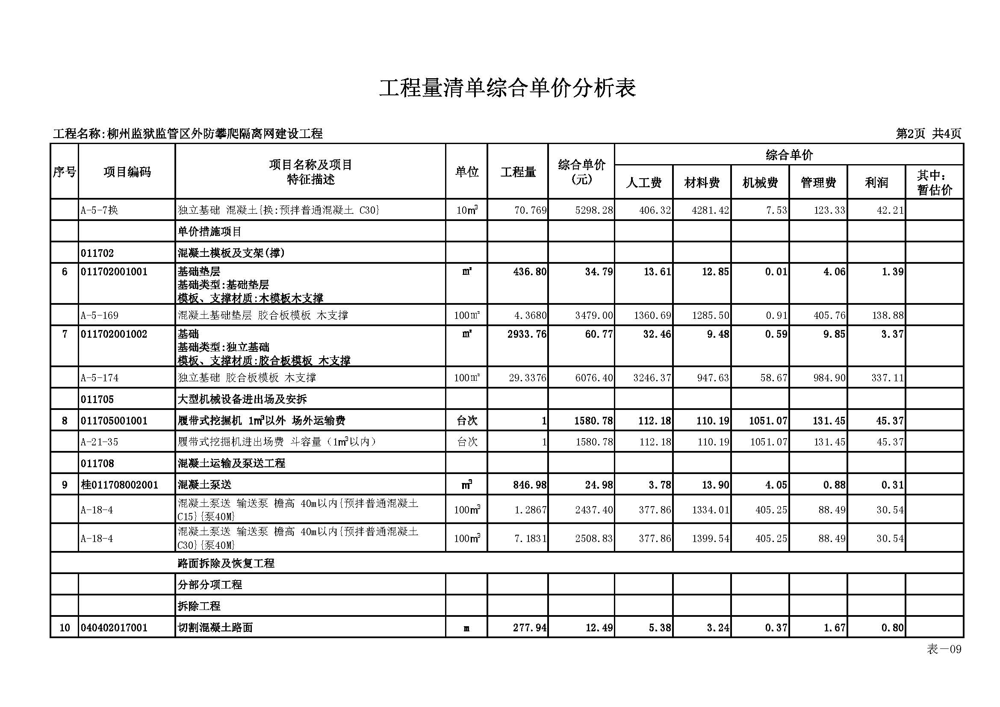 工程量清单综合单价分析表
工程名称:柳州监狱监管区外防攀爬隔离网建设工程 第2页 共4页
序号 项目编码 项目名称及项目特征描述 单位 工程量 综合单价(元) 综合单价
人工费 材料费 机械费 管理费 利润 其中:暂估价
A-5-7换 独立基础 混凝土{换:预拌普通混凝土 C30} 10m³ 70.769 5298.28 406.32 4281.42 7.53 123.33 42.21
单价措施项目
011702 混凝土模板及支架(撑)
6 011702001001 基础垫层 m² 436.80 34.79 13.61 12.85 0.01 4.06 1.39
基础类型:基础垫层
模板、支撑材质:木模板木支撑
A-5-169 混凝土基础垫层 胶合板模板 木支撑 100m² 4.3680 3479.00 1360.69 1285.50 0.91 405.76 138.88
7 011702001002 基础 m² 2933.76 60.77 32.46 9.48 0.59 9.85 3.37
基础类型:独立基础
模板、支撑材质:胶合板模板 木支撑
A-5-174 独立基础 胶合板模板 木支撑 100m² 29.3376 6076.40 3246.37 947.63 58.67 984.90 337.11
011705 大型机械设备进出场及安拆
8 011705001001 履带式挖掘机 1m³以外 场外运输费 台次 1 1580.78 112.18 110.19 1051.07 131.45 45.37
A-21-35 履带式挖掘机进出场费 斗容量（1m³以内） 台次 1 1580.78 112.18 110.19 1051.07 131.45 45.37
011708 混凝土运输及泵送工程
9 桂011708002001 混凝土泵送 m³ 846.98 24.98 3.78 13.90 4.05 0.88 0.31
A-18-4 混凝土泵送 输送泵 檐高 40m以内{预拌普通混凝土 100m³ 1.2867 2437.40 377.86 1334.01 405.25 88.49 30.54
C15}{泵40M}
A-18-4 混凝土泵送 输送泵 檐高 40m以内{预拌普通混凝土 100m³ 7.1831 2508.83 377.86 1399.54 405.25 88.49 30.54
C30}{泵40M}
路面拆除及恢复工程
分部分项工程
拆除工程
10 040402017001 切割混凝土路面 m 277.94 12.49 5.38 3.24 0.37 1.67 0.80
表－09